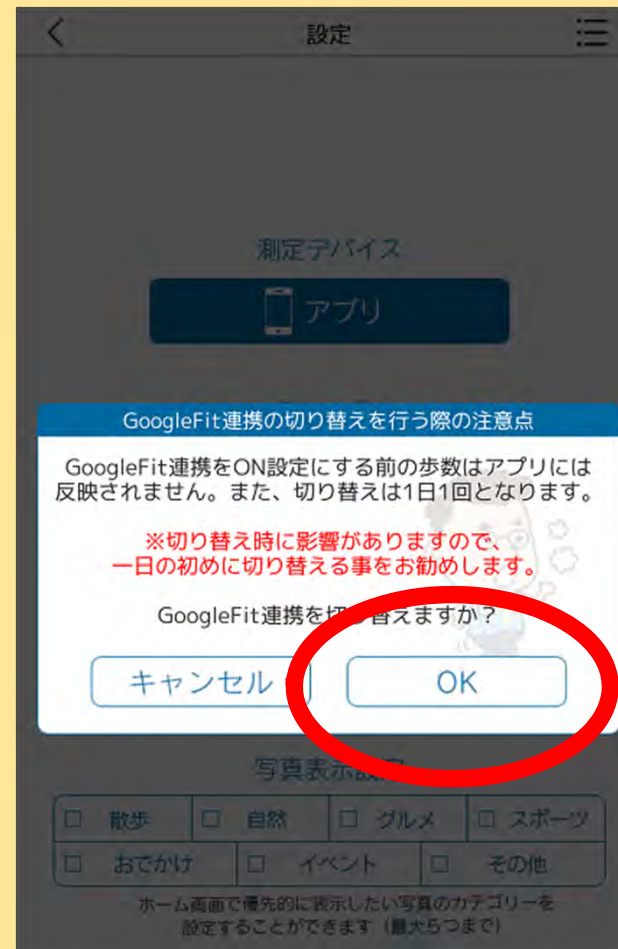 設定
測定デバイス
アプリ
GoogleFit連携の切り替えを行う際の注意点
GoogleFit連携をON設定にする前の歩数はアプリには
反映されません。また、切り替えは1日1回となります。
※切り替え時に影響がありますので、
一日の初めに切り替える事をお勧めします。
GoogleFit連携を切り替えますか？
キャンセル OK
写真表示設定
散歩 自然 グルメ スポーツ
おでかけ イベント その他
ホーム画面で優先的に表示したい写真のカテゴリーを
設定することができます（最大5つまで）